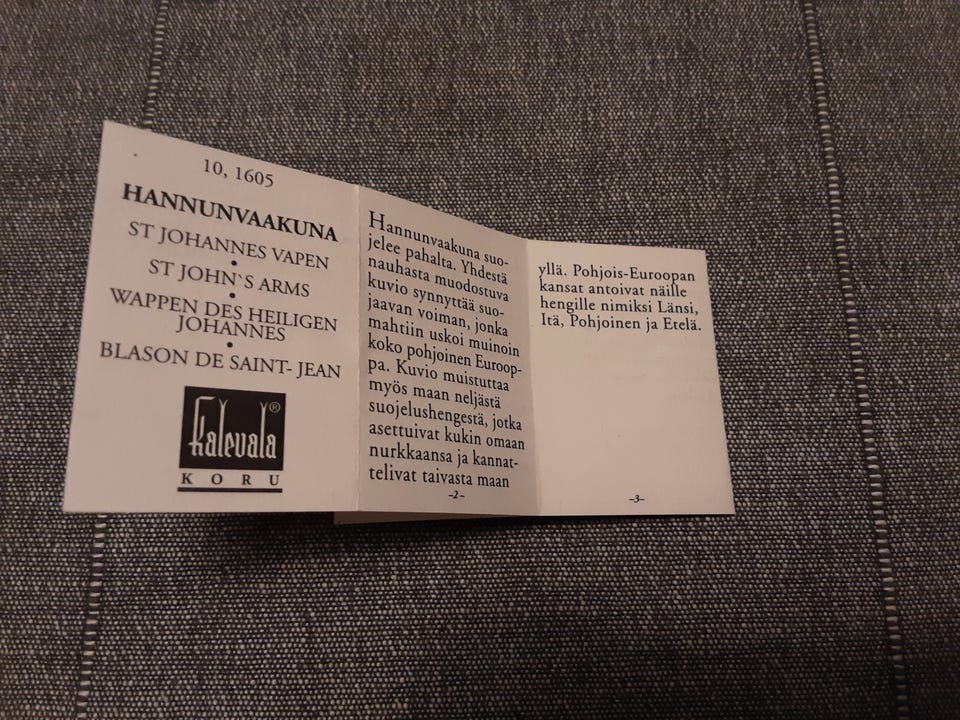 10, 1605
HANNUNVAAKUNA
ST JOHANNES VAPEN
•
ST JOHN`S ARMS
•
WAPPEN DES HEILIGEN
JOHANNES
•
BLASON DE SAINT- JEAN
Kalevala®
KORU
Hannunvaakuna suo-
jelee pahalta. Yhdestä
nauhasta muodostuva
kuvio synnyttää suo-
jaavan voiman, jonka
mahtiin uskoi muinoin
koko pohjoinen Euroop-
pa. Kuvio muistuttaa
myös maan neljästä
suojelushengestä, jotka
asettuivat kukin omaan
nurkkaansa ja kannat-
telivat taivasta maan
–2–
yllä. Pohjois-Euroopan
kansat antoivat näille
hengille nimiksi Länsi,
Itä, Pohjoinen ja Etelä.
–3–